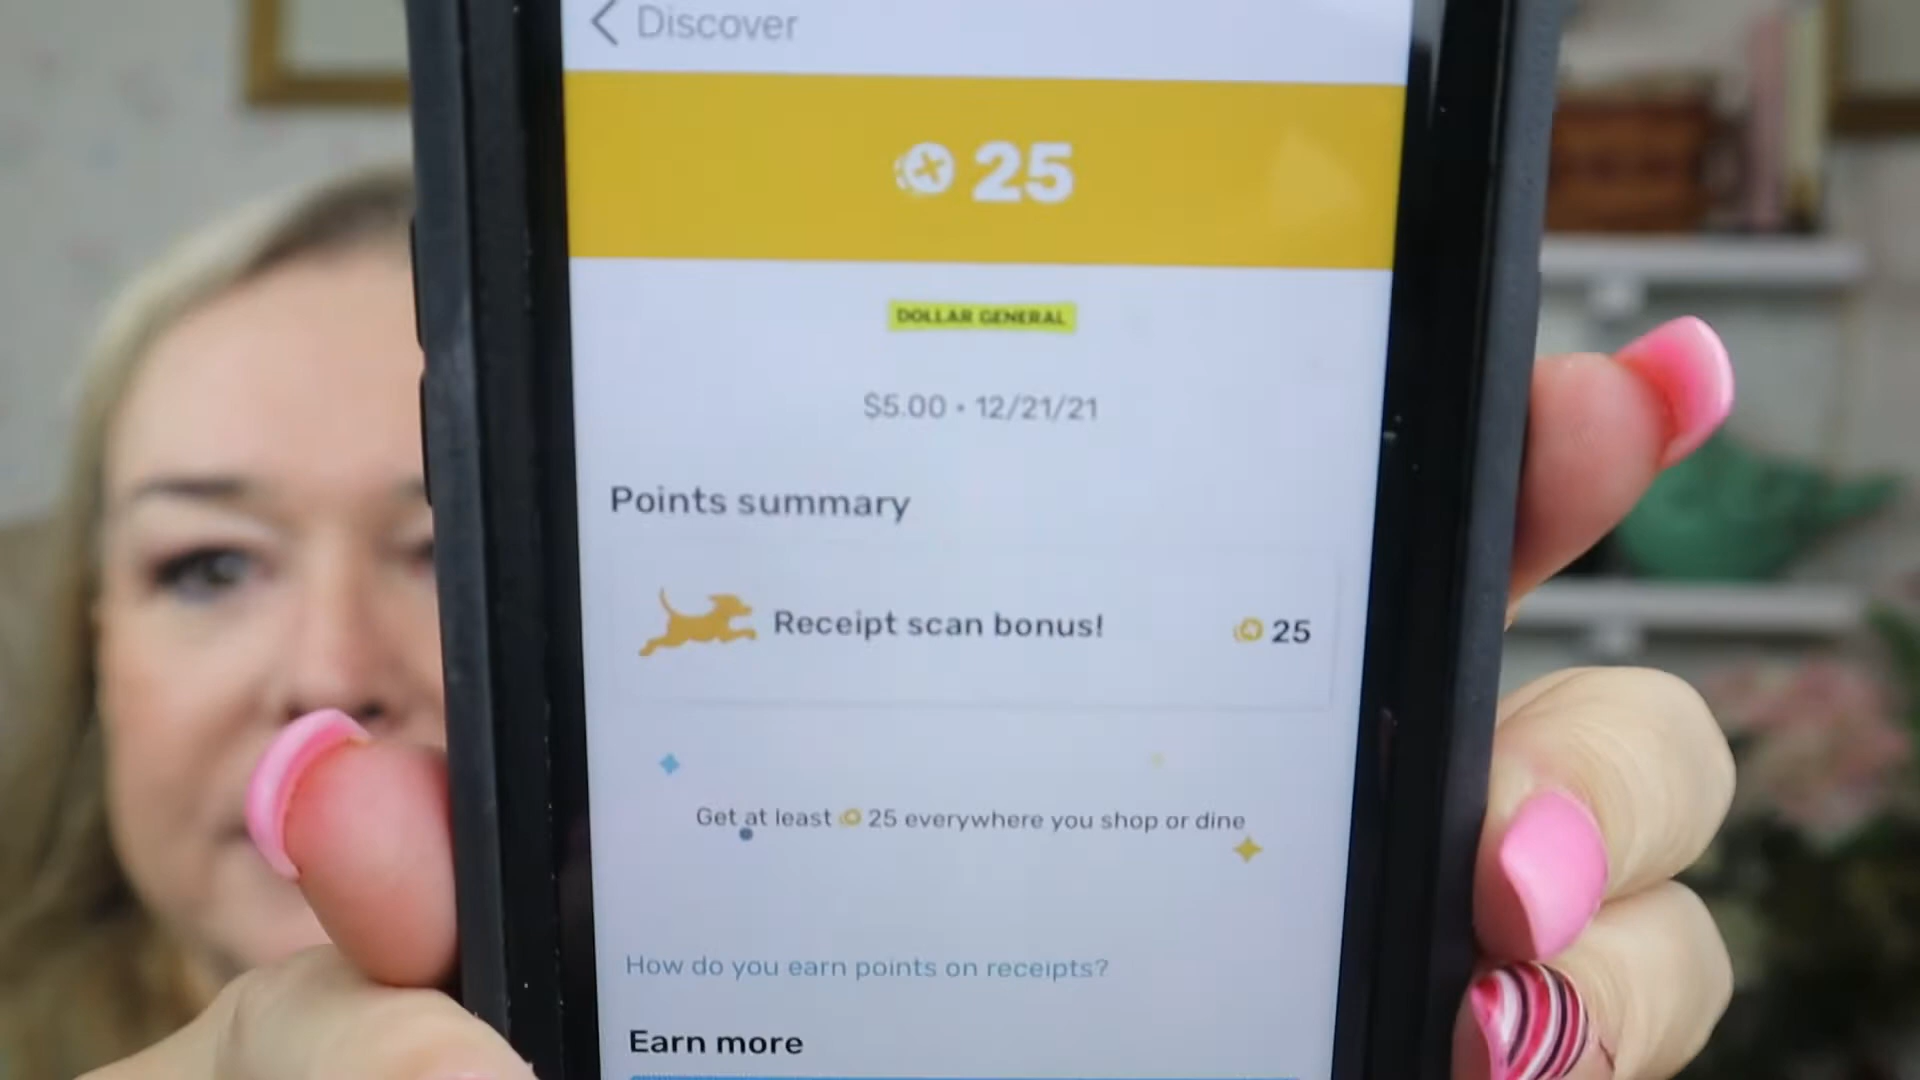 Discover
25
DOLLAR GENERAL
$5.00 • 12/21/21
Points summary
Receipt scan bonus! 25
Get at least 25 everywhere you shop or dine
How do you earn points on receipts?
Earn more